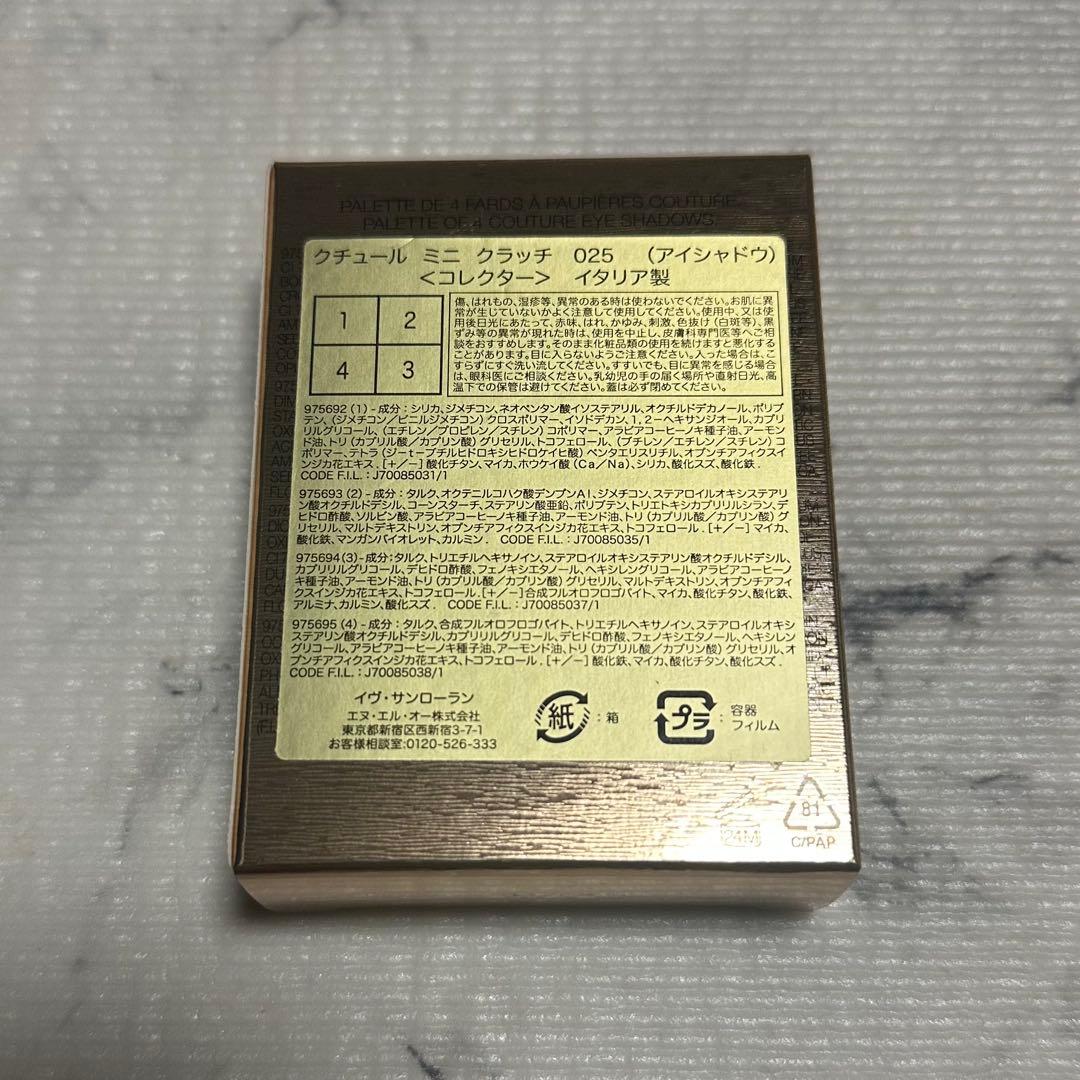 PALETTE DE 4 FARDS À PAUPIÈRES COUTURE.
PALETTE OF 4 COUTURE EYE SHADOWS.
クチュール ミニ クラッチ 025 (アイシャドウ)
<コレクター> イタリア製
1 2
4 3
傷、はれもの、湿疹等、異常のある時は使わないでください。お肌に異
常が生じていないかよく注意して使用してください。使用中、又は使
用後日光にあたって、赤味、はれ、かゆみ、刺激、色抜け(白斑等)、黒
ずみ等の異常が現れた時は、使用を中止し、皮膚科専門医等へご相
談をおすすめします。そのまま化粧品類の使用を続けますと悪化する
ことがあります。目に入らないようご注意ください。入った場合は、こ
すらずにすぐ洗い流してください。すすいでも、目に異常を感じる場合
は、眼科医にご相談ください。乳幼児の手の届く場所や直射日光、高
温下での保管は避けてください。蓋は必ず閉めてください。
975692 (1) - 成分：シリカ、ジメチコン、ネオペンタン酸イソステアリル、オクチルドデカノール、ポリブ
テン、(ジメチコン/ビニルジメチコン) クロスポリマー、イソドデカン、1, 2-ヘキサンジオール、カプリ
リルグリコール、(エチレン/プロピレン/スチレン) コポリマー、アラビアコーヒーノキ種子油、アーモン
ド油、トリ (カプリル酸/カプリン酸) グリセリル、トコフェロール、(ブチレン/エチレン/スチレン) コ
ポリマー、テトラ (ジーt-ブチルヒドロキシヒドロケイヒ酸) ペンタエリスリチル、オプンチアフィクス
インジカ花エキス. [+/-] 酸化チタン、マイカ、ホウケイ酸 (Ca/Na)、シリカ、酸化スズ、酸化鉄.
CODE F.I.L. : J70085031/1
975693 (2) - 成分：タルク、オクテニルコハク酸デンプンAl、ジメチコン、ステアロイルオキシステアリ
ン酸オクチルドデシル、コーンスターチ、ステアリン酸亜鉛、ポリブテン、トリエトキシカプリリルシラン、デ
ヒドロ酢酸、ソルビン酸、アラビアコーヒーノキ種子油、アーモンド油、トリ (カプリル酸/カプリン酸) グ
リセリル、マルトデキストリン、オプンチアフィクスインジカ花エキス、トコフェロール. [+/-] マイカ、
酸化鉄、マンガンバイオレット、カルミン. CODE F.I.L. : J70085035/1
975694(3)-成分：タルク、トリエチルヘキサノイン、ステアロイルオキシステアリン酸オクチルドデシル、
カプリリルグリコール、デヒドロ酢酸、フェノキシエタノール、ヘキシレングリコール、アラビアコーヒーノ
キ種子油、アーモンド油、トリ (カプリル酸/カプリン酸) グリセリル、マルトデキストリン、オプンチアフィ
クスインジカ花エキス、トコフェロール. [+/-]合成フルオロフロゴパイト、マイカ、酸化チタン、酸化鉄、
アルミナ、カルミン、酸化スズ. CODE F.I.L. : J70085037/1
975695 (4) - 成分：タルク、合成フルオロフロゴパイト、トリエチルヘキサノイン、ステアロイルオキシ
ステアリン酸オクチルドデシル、カプリリルグリコール、デヒドロ酢酸、フェノキシエタノール、ヘキシレン
グリコール、アラビアコーヒーノキ種子油、アーモンド油、トリ (カプリル酸/カプリン酸) グリセリル、オ
プンチアフィクスインジカ花エキス、トコフェロール. [+/-] 酸化鉄、マイカ、酸化チタン、酸化スズ.
CODE F.I.L. : J70085038/1
イヴ・サンローラン
エヌ・エル・オー株式会社
東京都新宿区西新宿3-7-1
お客様相談室:0120-526-333
紙 : 箱
プラ : 容器
フィルム
24M
81
C/PAP